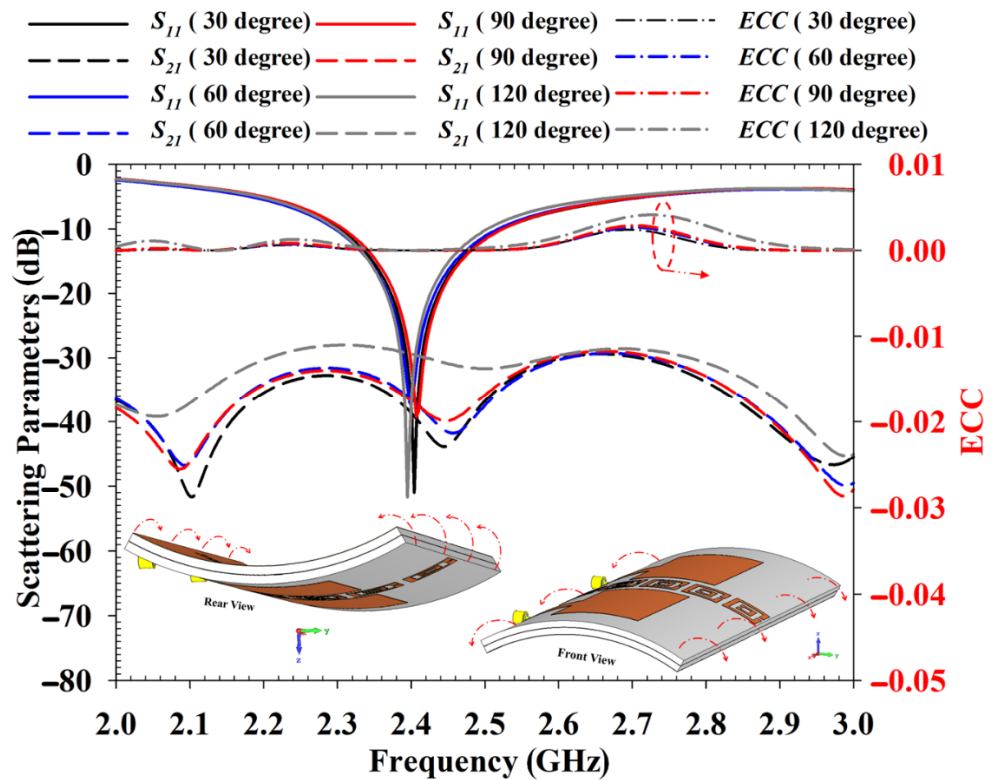 S11 ( 30 degree) S11 ( 90 degree) ECC ( 30 degree)
S21 ( 30 degree) S21 ( 90 degree) ECC ( 60 degree)
S11 ( 60 degree) S11 ( 120 degree) ECC ( 90 degree)
S21 ( 60 degree) S21 ( 120 degree) ECC ( 120 degree)
0
−10
−20
−30
−40
−50
−60
−70
−80
Scattering Parameters (dB)
0.01
0.00
−0.01
−0.02
−0.03
−0.04
−0.05
ECC
Rear View
y
z
Front View
z
x
y
2.0 2.1 2.2 2.3 2.4 2.5 2.6 2.7 2.8 2.9 3.0
Frequency (GHz)